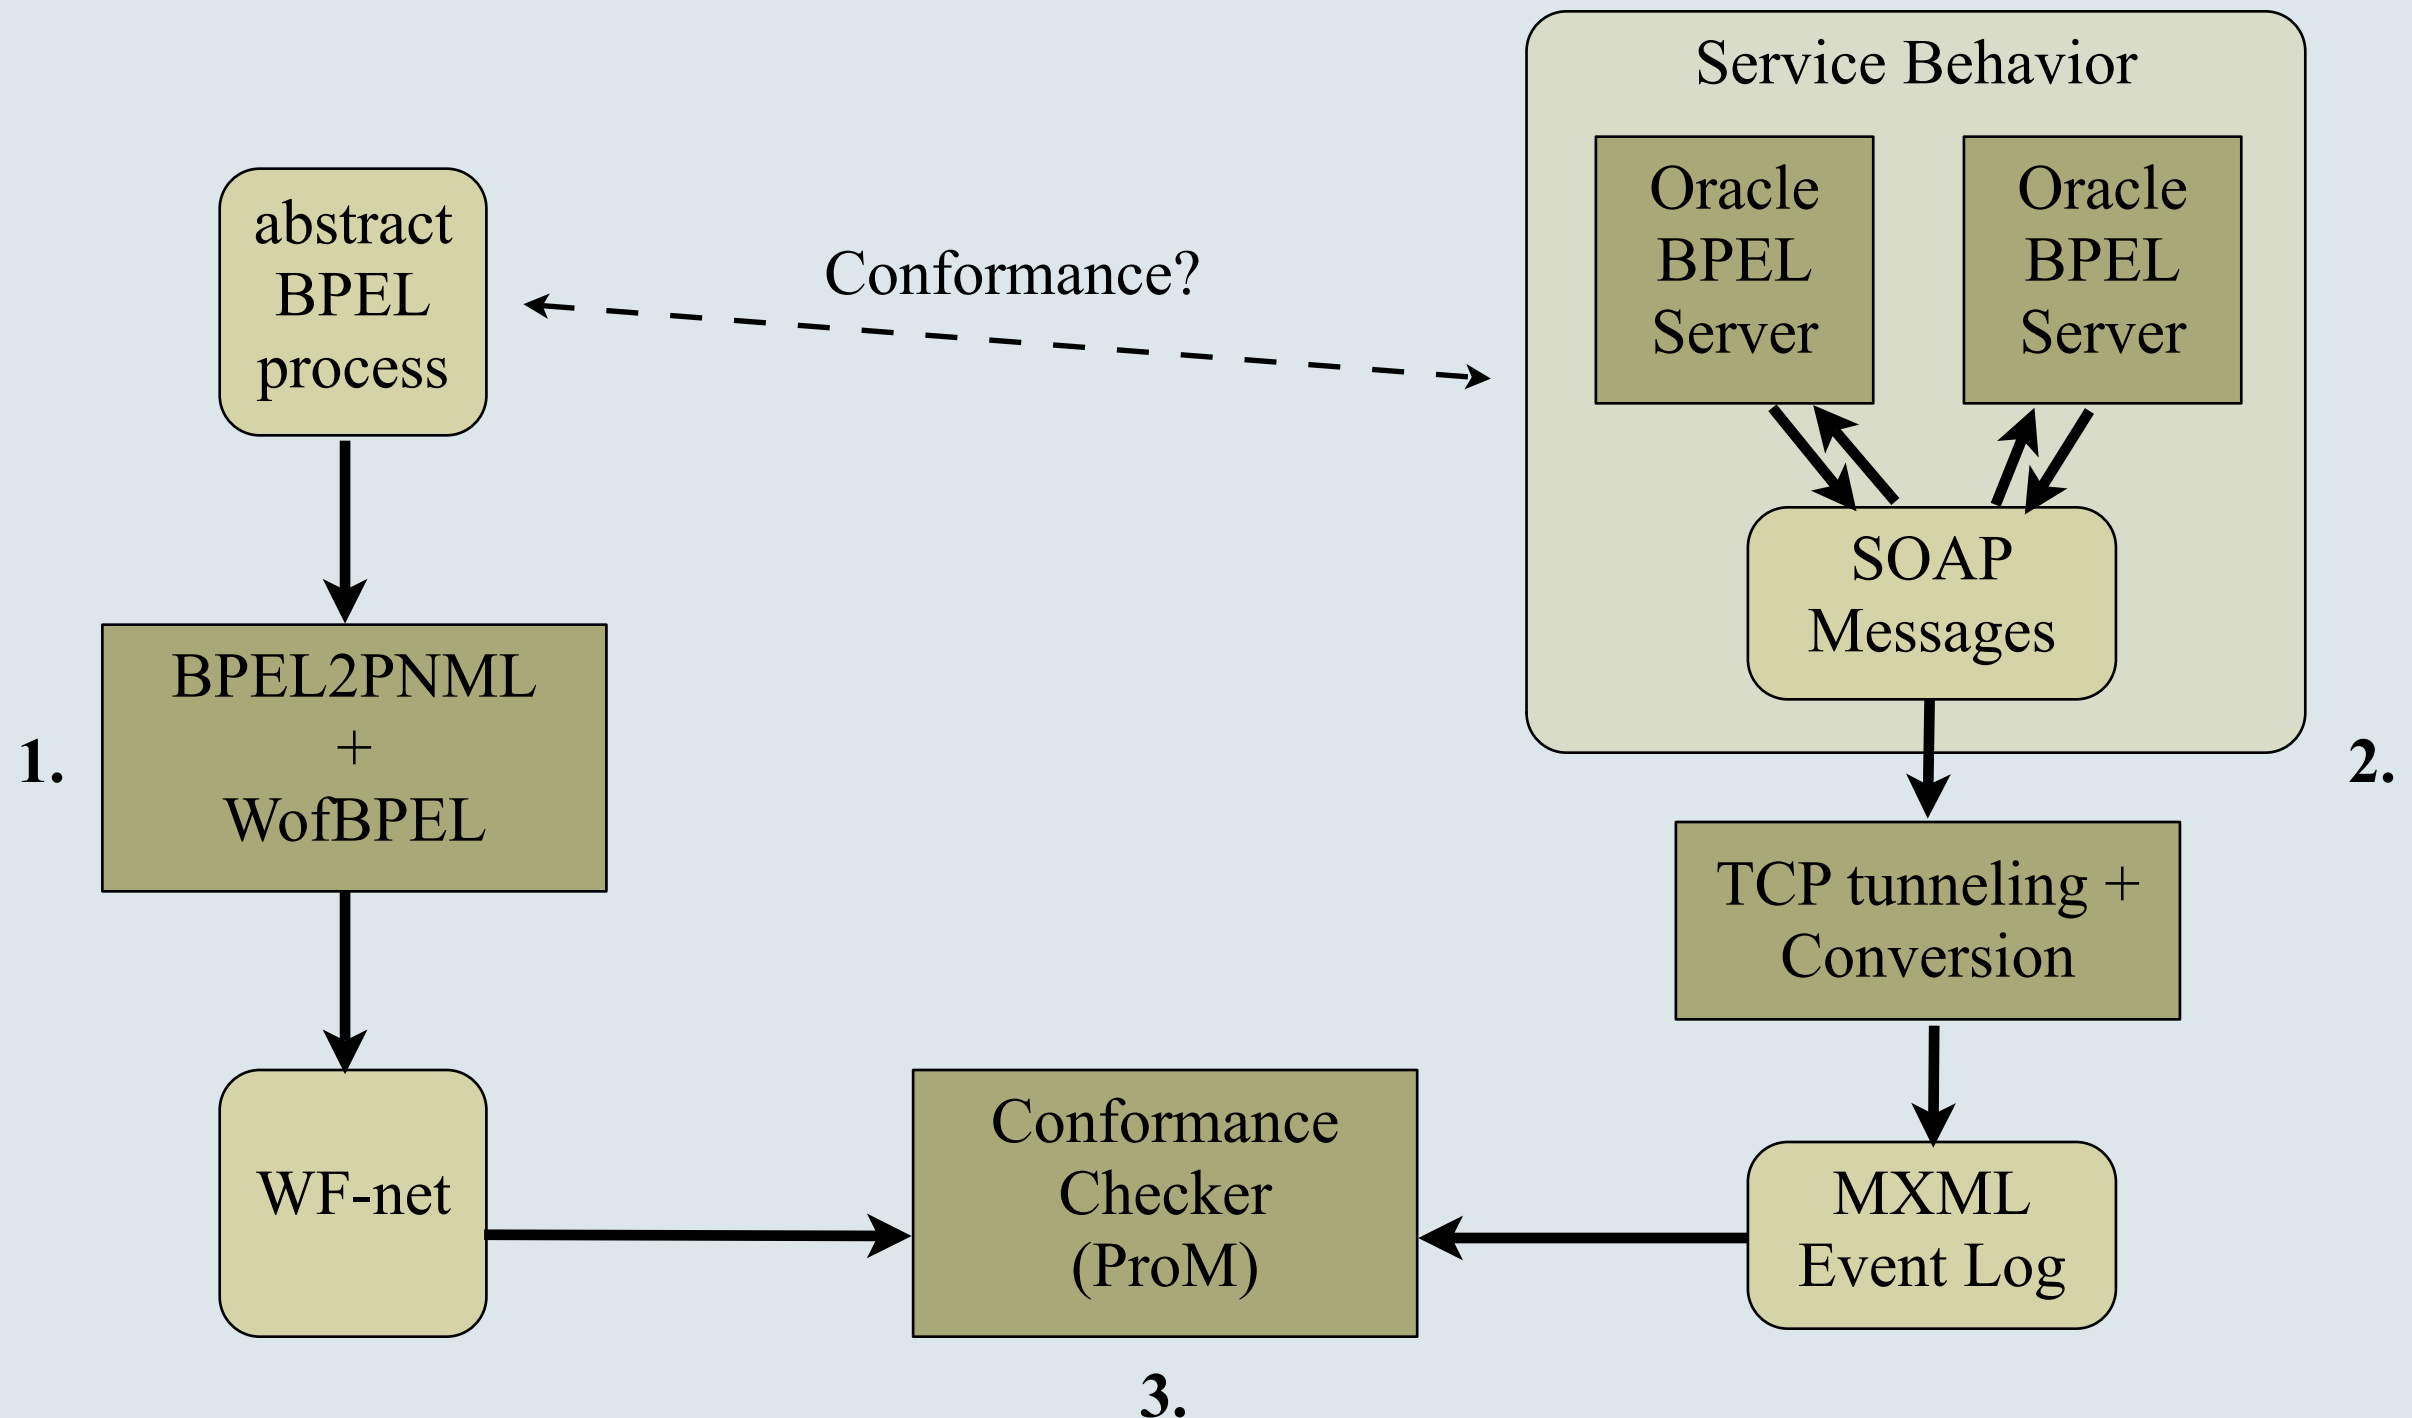 Service Behavior
Oracle
BPEL
Server
Oracle
BPEL
Server
abstract
BPEL
process
Conformance?
SOAP
Messages
1.
BPEL2PNML
+
WofBPEL
2.
TCP tunneling +
Conversion
WF-net
Conformance
Checker
(ProM)
MXML
Event Log
3.